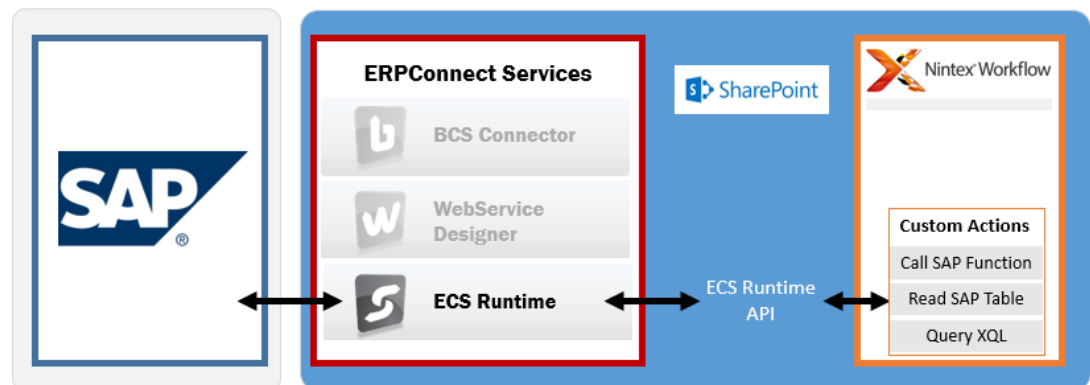 SAP
®
ERPConnect Services
BCS Connector
WebService
Designer
ECS Runtime
S SharePoint
ECS Runtime
API
Nintex® Workflow
Custom Actions
Call SAP Function
Read SAP Table
Query XQL